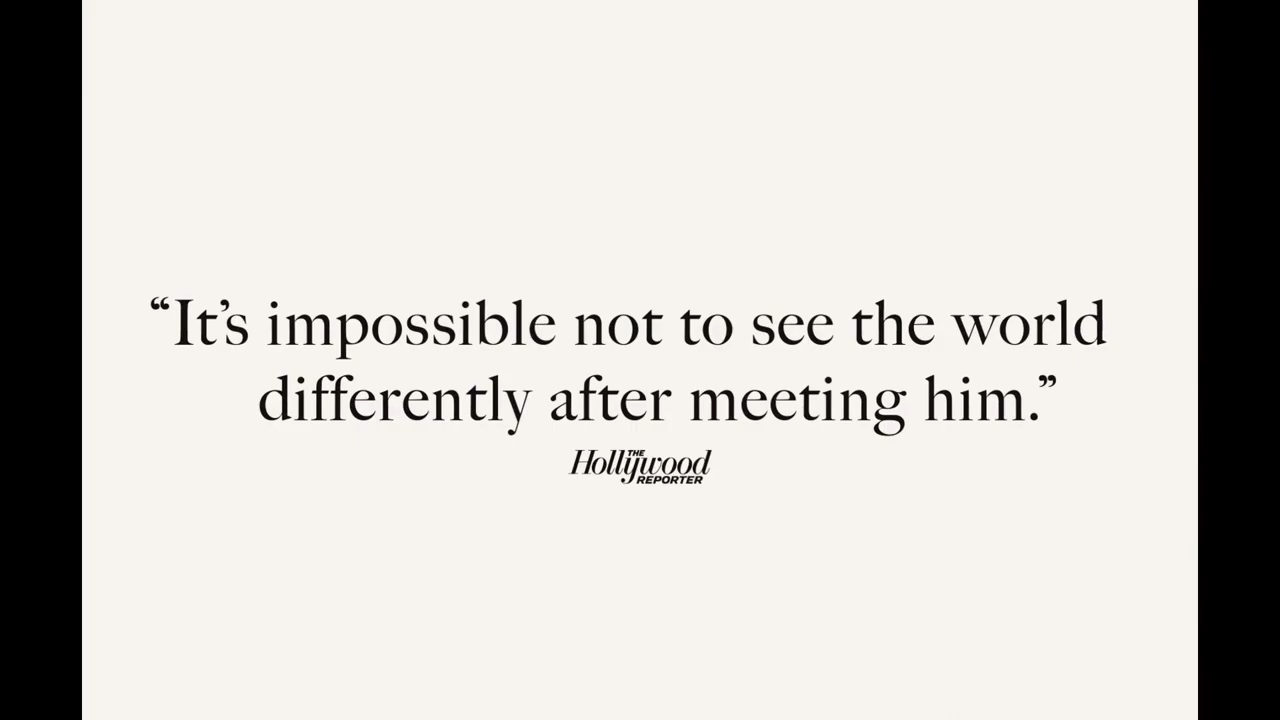 “It’s impossible not to see the world
differently after meeting him.”
THE
Hollywood
REPORTER